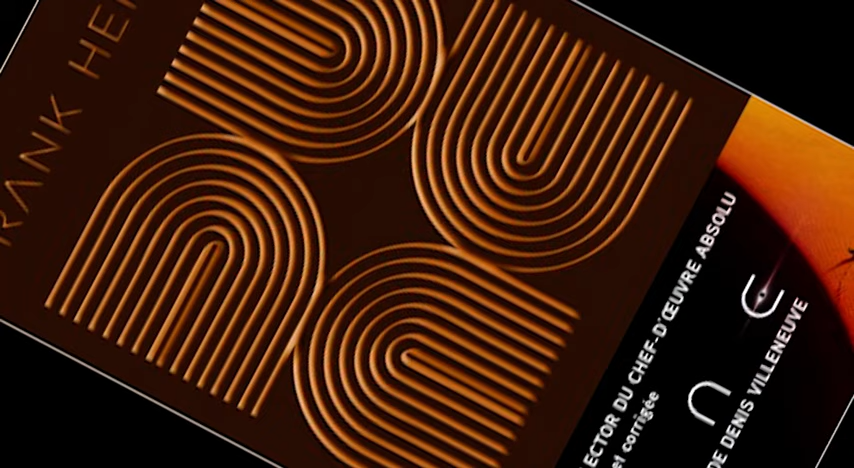 RANK HE
ECTOR DU CHEF-D'ŒUVRE ABSOLU
et corrigée
DE DENIS VILLENEUVE